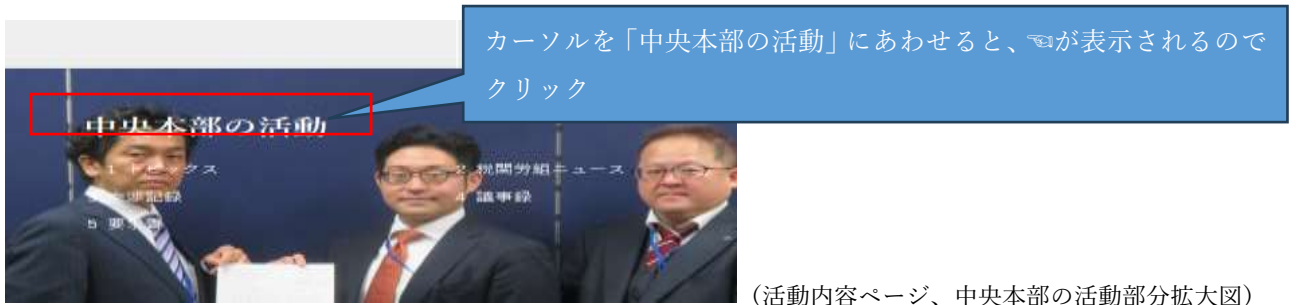 カーソルを「中央本部の活動」にあわせると、☜が表示されるので
クリック
中央本部の活動
2 税関労組ニュース
4 議事録
(活動内容ページ、中央本部の活動部分拡大図)